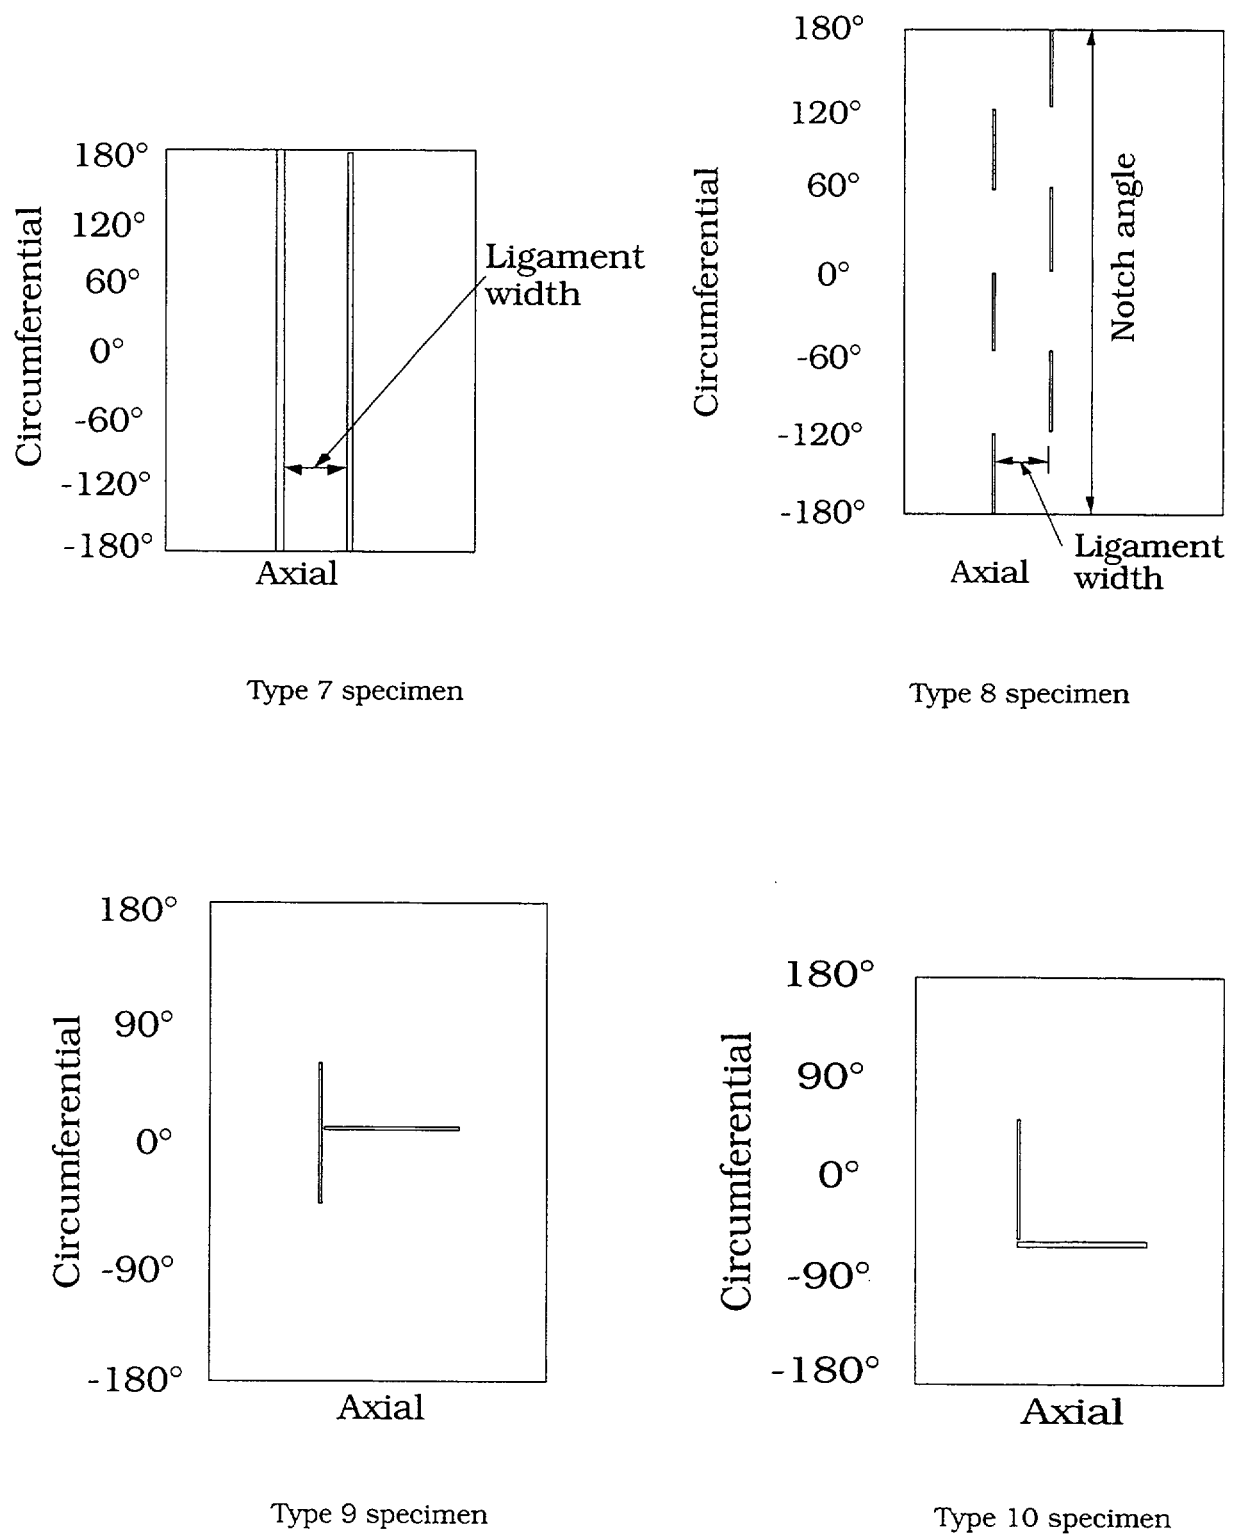 180°
120°
60°
0°
-60°
-120°
-180°
Circumferential
Axial
Ligament
width
Type 7 specimen
180°
120°
60°
0°
-60°
-120°
-180°
Circumferential
Notch angle
Axial
Ligament
width
Type 8 specimen
180°
90°
0°
-90°
-180°
Circumferential
Axial
Type 9 specimen
180°
90°
0°
-90°
-180°
Circumferential
Axial
Type 10 specimen